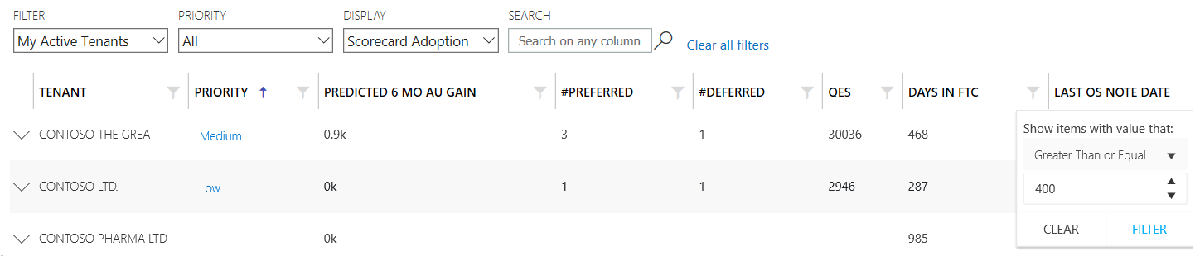 FILTER PRIORITY DISPLAY SEARCH
My Active Tenants All Scorecard Adoption Search on any column Clear all filters
TENANT PRIORITY PREDICTED 6 MO AU GAIN #PREFERRED #DEFERRED OES DAYS IN FTC LAST OS NOTE DATE
Show items with value that:
CONTOSO THE GREA Medium 0.9k 3 1 30036 468
Greater Than or Equal
CONTOSO LTD. ow 0k 1 1 2946 287
400
CLEAR FILTER
CONTOSO PHARMA LTD 0k 985